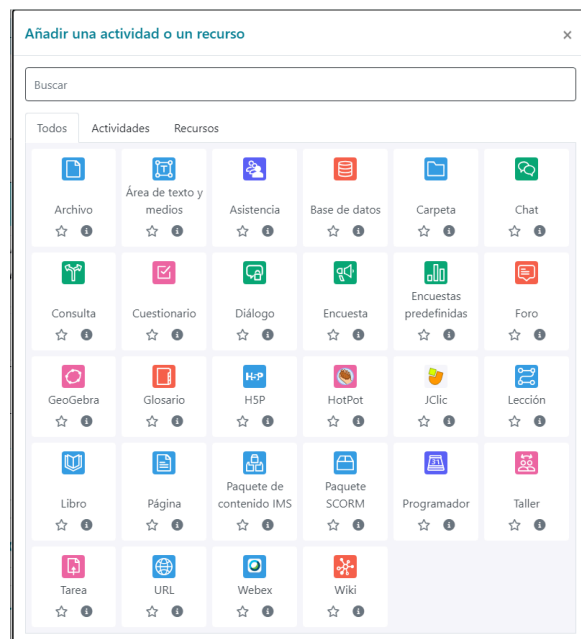 Añadir una actividad o un recurso ×
Buscar
Todos Actividades Recursos
Archivo
Área de texto y
medios
Asistencia
Base de datos
Carpeta
Chat
Consulta
Cuestionario
Diálogo
Encuesta
Encuestas
predefinidas
Foro
GeoGebra
Glosario
H5P
H5P
HotPot
JClic
Lección
Libro
Página
Paquete de
contenido IMS
Paquete
SCORM
Programador
Taller
Tarea
URL
Webex
Wiki